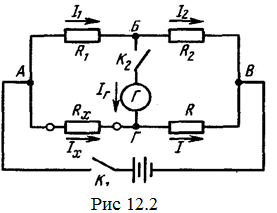 I₁ Б I₂
R₁ K₂ R₂
А Г В
Iг
Rₓ Г R
Iₓ I
K₁
Рис 12.2